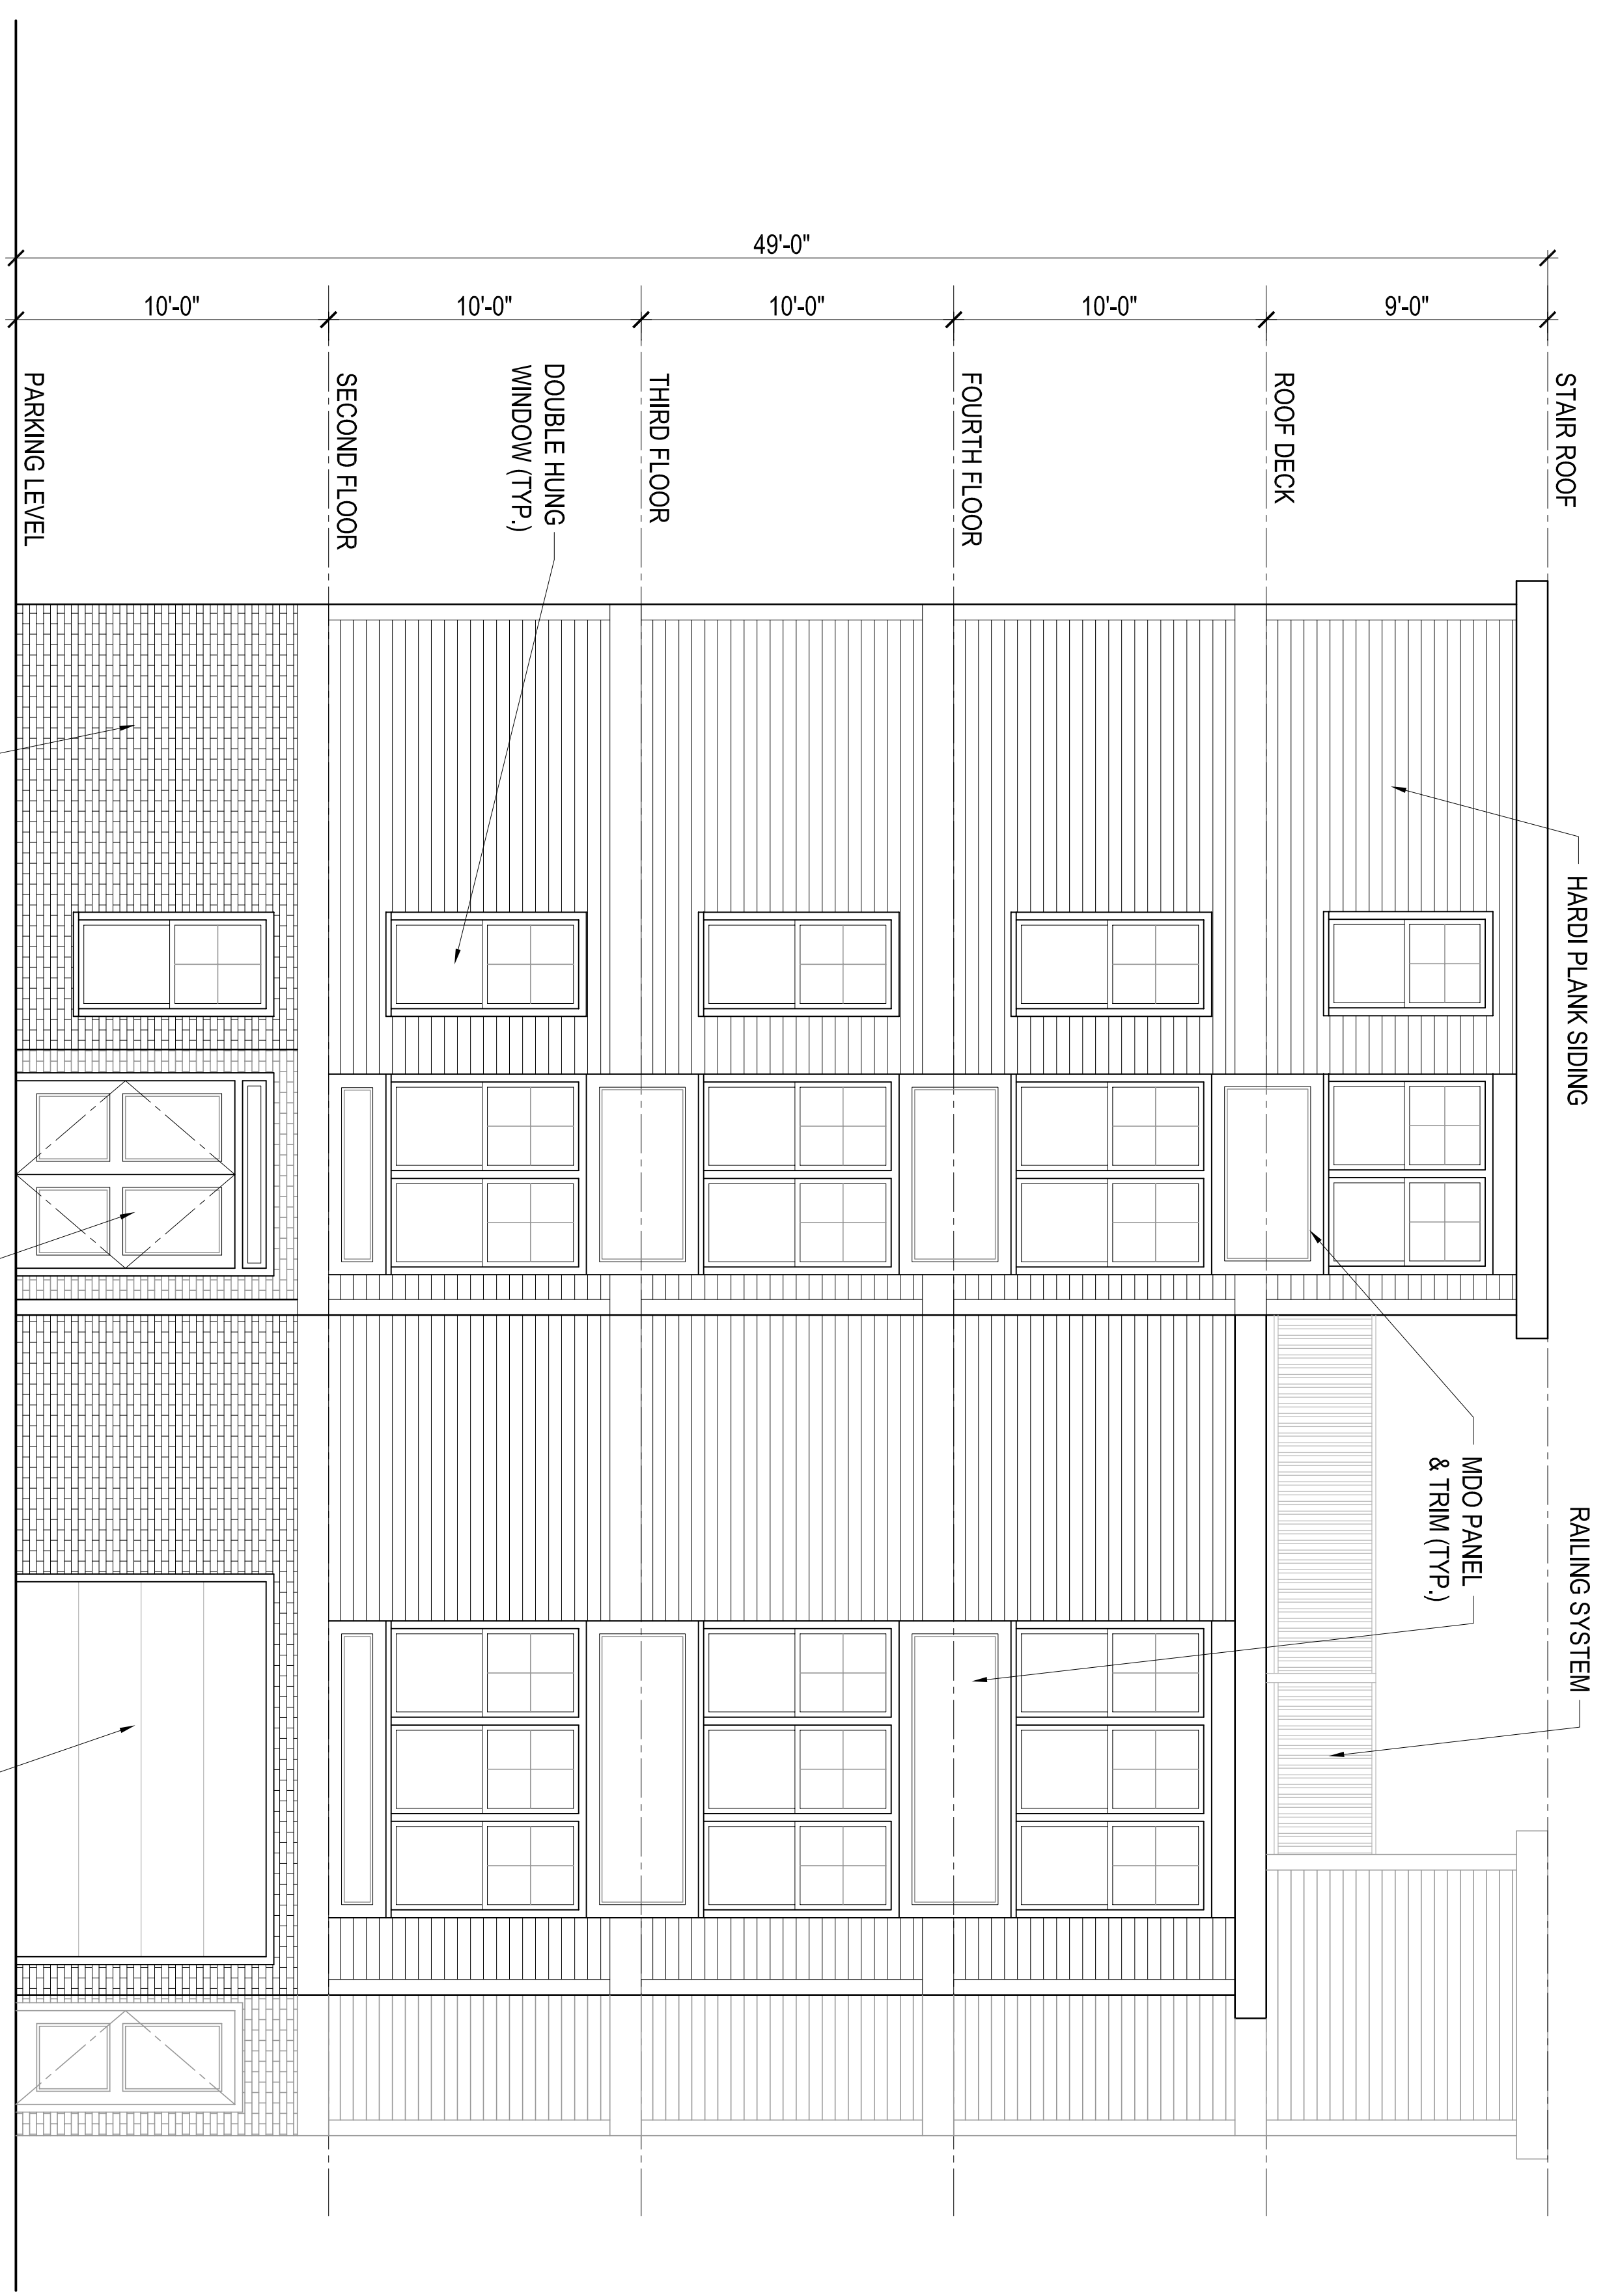 HARDI PLANK SIDING
RAILING SYSTEM
STAIR ROOF
MDO PANEL
& TRIM (TYP.)
ROOF DECK
FOURTH FLOOR
THIRD FLOOR
DOUBLE HUNG
WINDOW (TYP.)
SECOND FLOOR
PARKING LEVEL
49'-0"
9'-0"
10'-0"
10'-0"
10'-0"
10'-0"